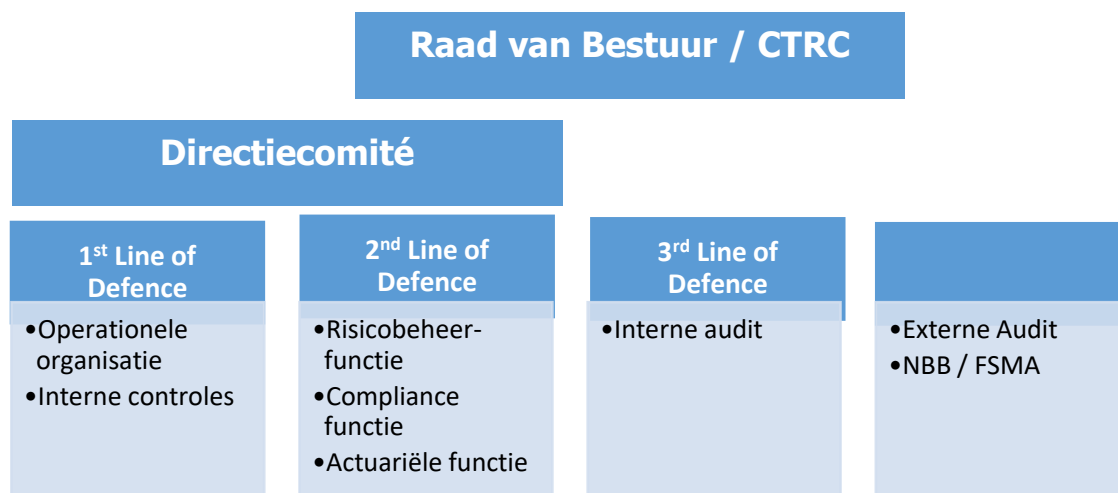 Raad van Bestuur / CTRC
Directiecomité
1st Line of
Defence
•Operationele
organisatie
•Interne controles
2nd Line of
Defence
•Risicobeheer-
functie
•Compliance
functie
•Actuariële functie
3rd Line of
Defence
•Interne audit
•Externe Audit
•NBB / FSMA